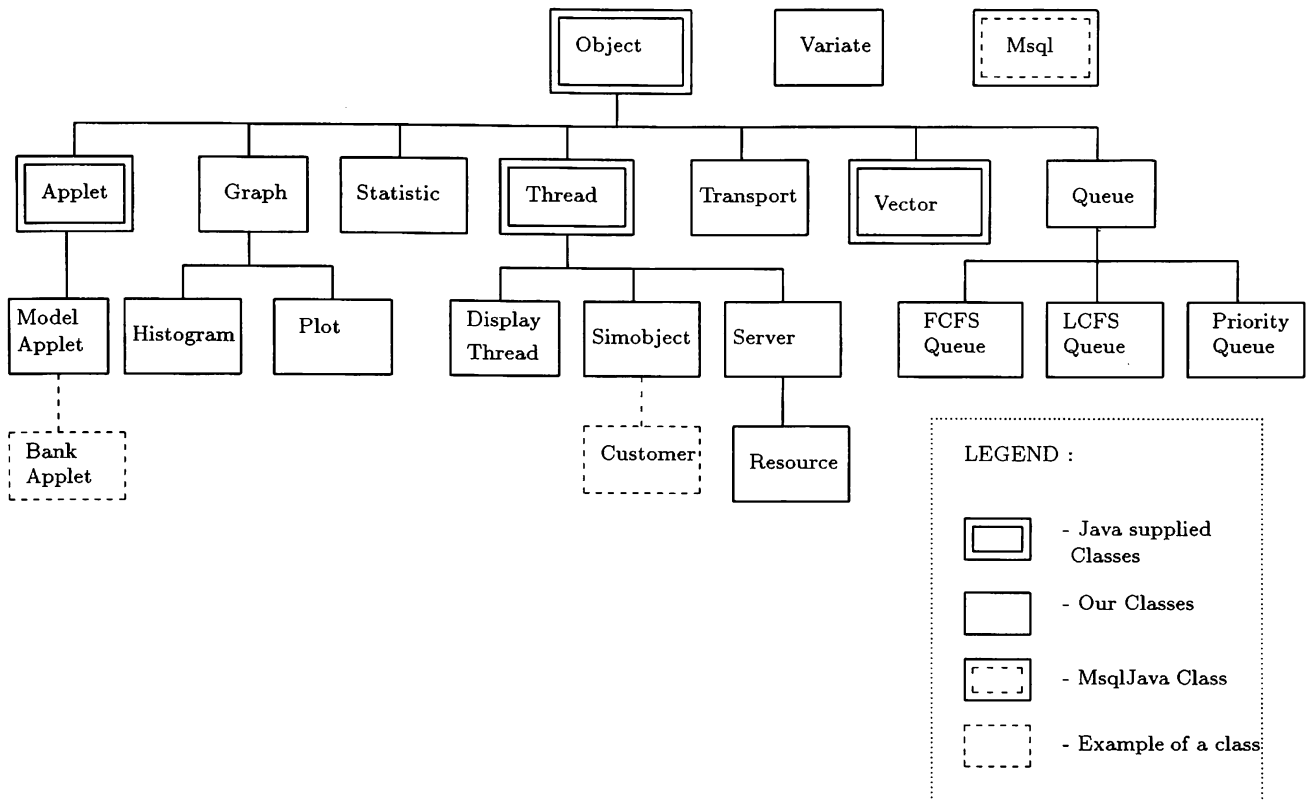 Object
Variate
Msql
Applet
Graph
Statistic
Thread
Transport
Vector
Queue
Model
Applet
Histogram
Plot
Display
Thread
Simobject
Server
FCFS
Queue
LCFS
Queue
Priority
Queue
Bank
Applet
Customer
Resource
LEGEND :
- Java supplied
Classes
- Our Classes
- MsqlJava Class
- Example of a class